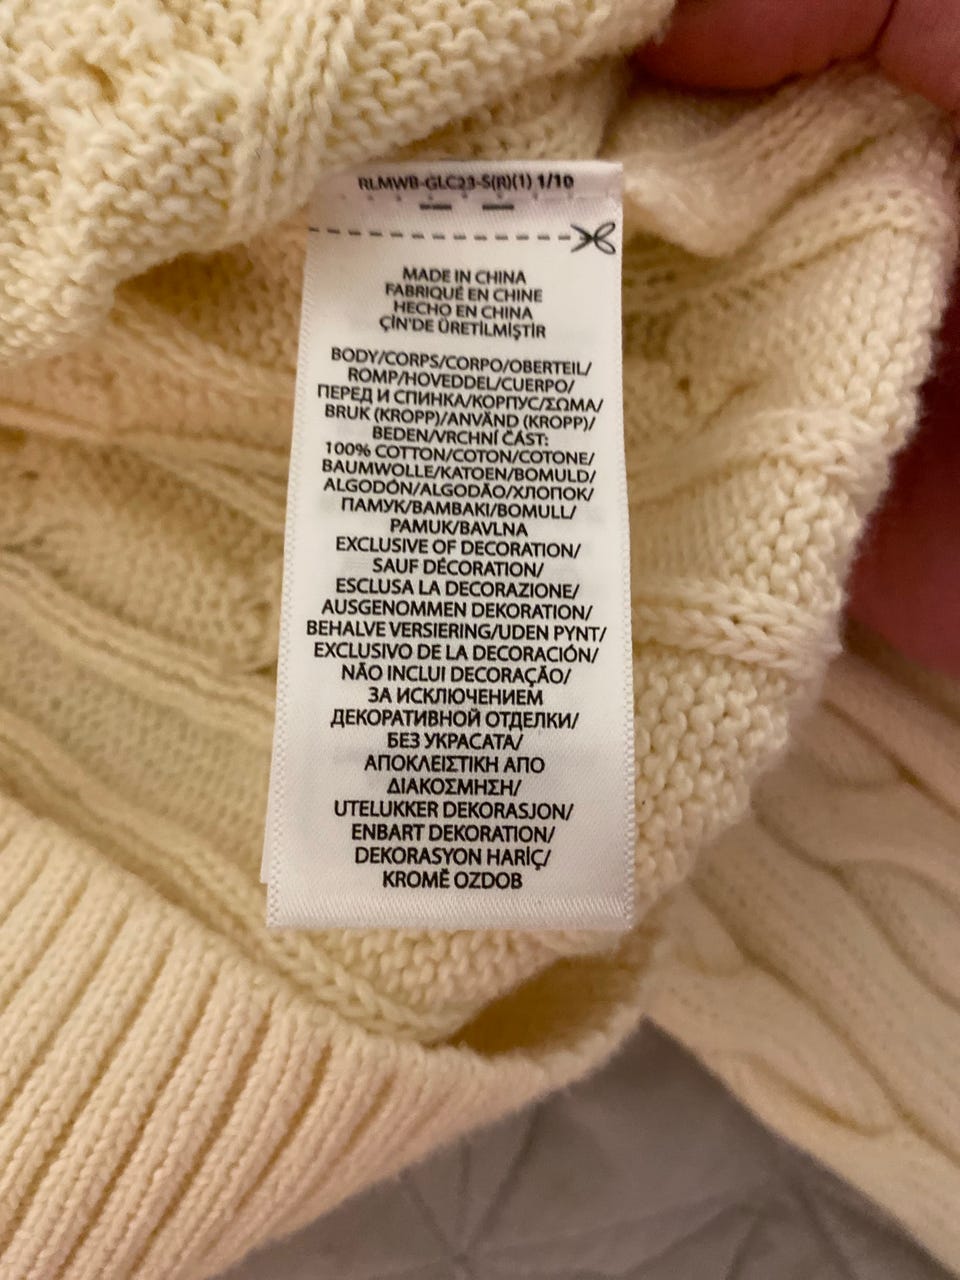 RLMWB-GLC23-S(R)(1) 1/10
MADE IN CHINA
FABRIQUÉ EN CHINE
HECHO EN CHINA
ÇİN'DE ÜRETİLMİŞTİR
BODY/CORPS/CORPO/OBERTEIL/
ROMP/HOVEDDEL/CUERPO/
ПЕРЕД И СПИНКА/КОРПУС/ΣΩΜΑ/
BRUK (KROPP)/ANVÄND (KROPP)/
BEDEN/VRCHNÍ ČÁST:
100% COTTON/COTON/COTONE/
BAUMWOLLE/KATOEN/BOMULD/
ALGODÓN/ALGODÃO/ХЛОПОК/
ПАМУК/ΒΑΜΒΑΚΙ/BOMULL/
PAMUK/BAVLNA
EXCLUSIVE OF DECORATION/
SAUF DÉCORATION/
ESCLUSA LA DECORAZIONE/
AUSGENOMMEN DEKORATION/
BEHALVE VERSIERING/UDEN PYNT/
EXCLUSIVO DE LA DECORACIÓN/
NÃO INCLUI DECORAÇÃO/
ЗА ИСКЛЮЧЕНИЕМ
ДЕКОРАТИВНОЙ ОТДЕЛКИ/
БЕЗ УКРАСАТА/
ΑΠΟΚΛΕΙΣΤΙΚΗ ΑΠΟ
ΔΙΑΚΟΣΜΗΣΗ/
UTELUKKER DEKORASJON/
ENBART DEKORATION/
DEKORASYON HARİÇ/
KROMĚ OZDOB